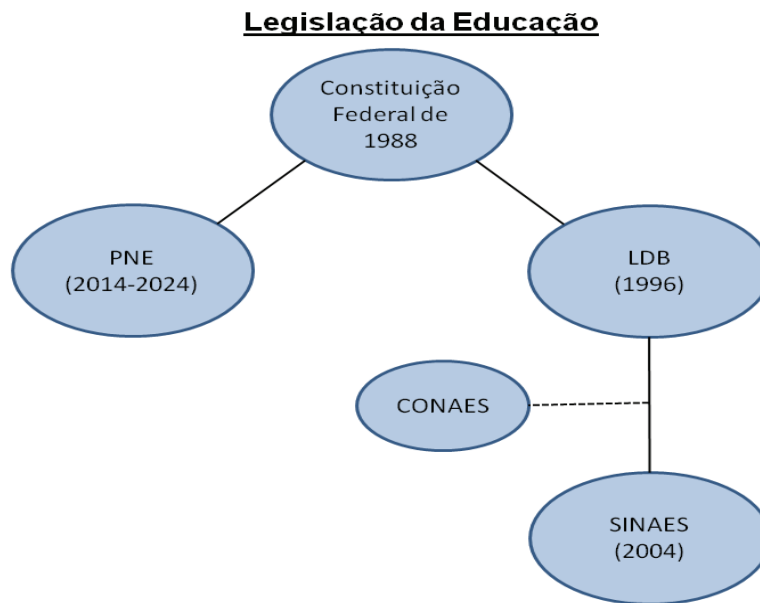 Legislação da Educação
Constituição
Federal de
1988
PNE
(2014-2024)
LDB
(1996)
CONAES
SINAES
(2004)